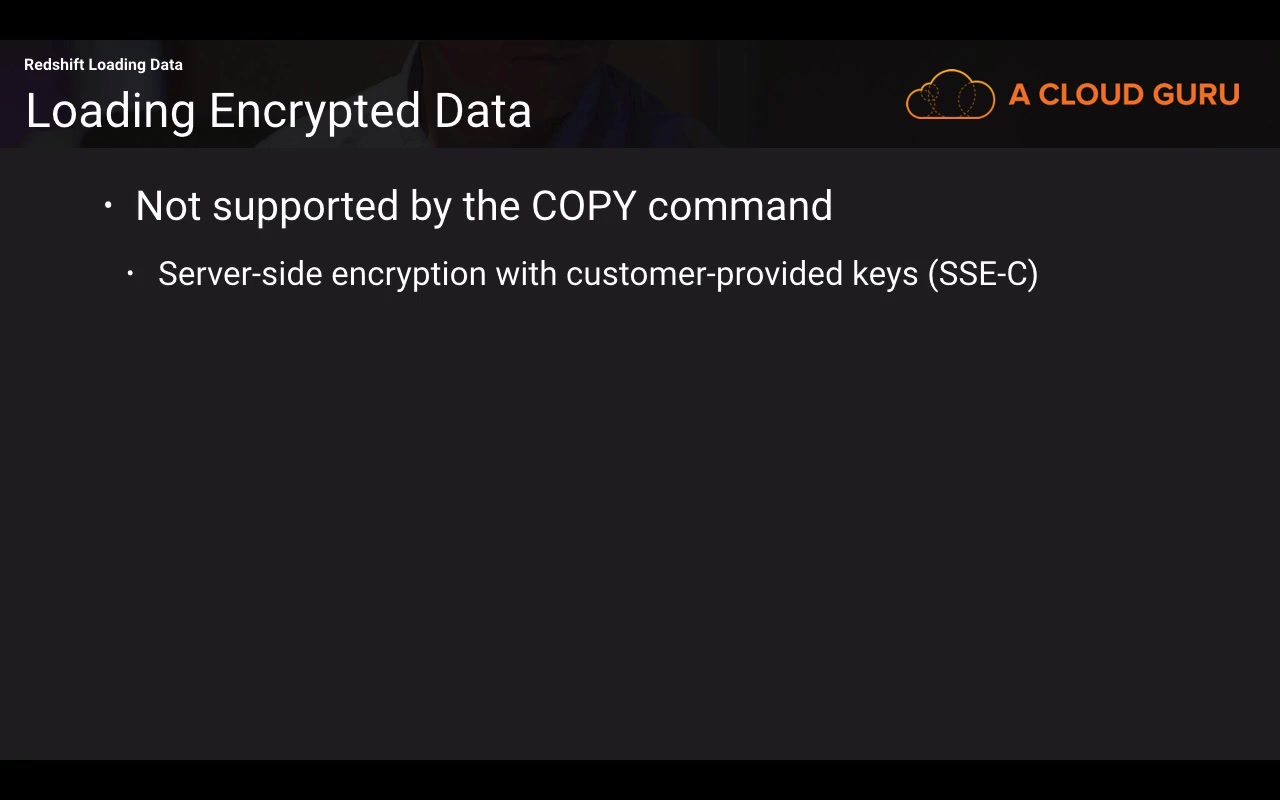 Redshift Loading Data
Loading Encrypted Data
A CLOUD GURU
• Not supported by the COPY command
• Server-side encryption with customer-provided keys (SSE-C)